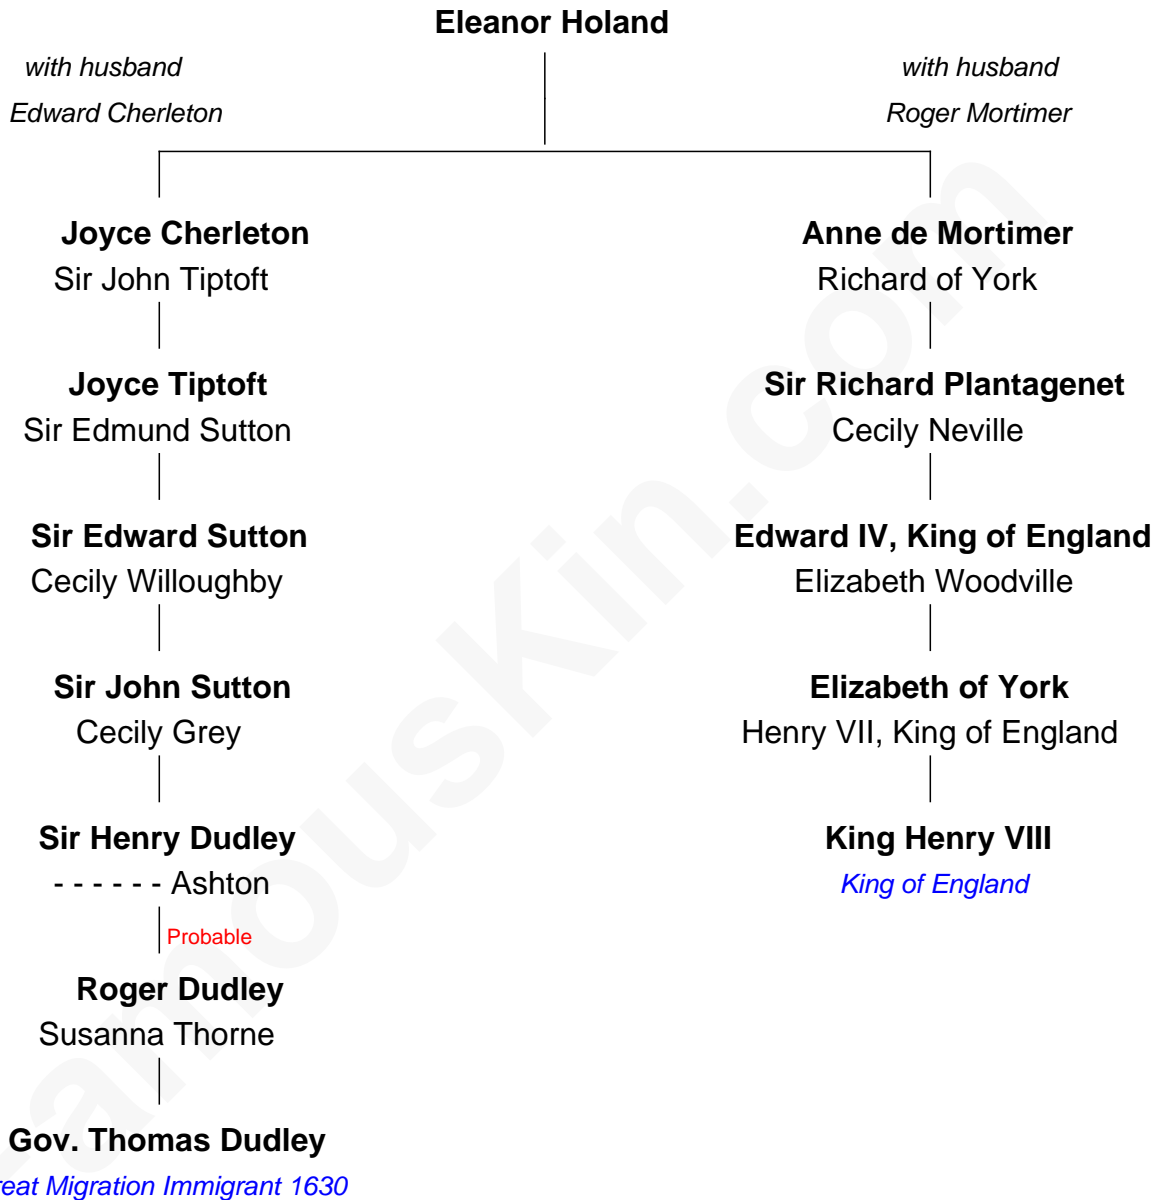 Eleanor Holand
with husband
Edward Cherleton
with husband
Roger Mortimer
Joyce Cherleton
Sir John Tiptoft
Anne de Mortimer
Richard of York
Joyce Tiptoft
Sir Edmund Sutton
Sir Richard Plantagenet
Cecily Neville
Sir Edward Sutton
Cecily Willoughby
Edward IV, King of England
Elizabeth Woodville
Sir John Sutton
Cecily Grey
Elizabeth of York
Henry VII, King of England
Sir Henry Dudley
- - - - - - Ashton
King Henry VIII
King of England
Probable
Roger Dudley
Susanna Thorne
Gov. Thomas Dudley
reat Migration Immigrant 1630
amouskin.com